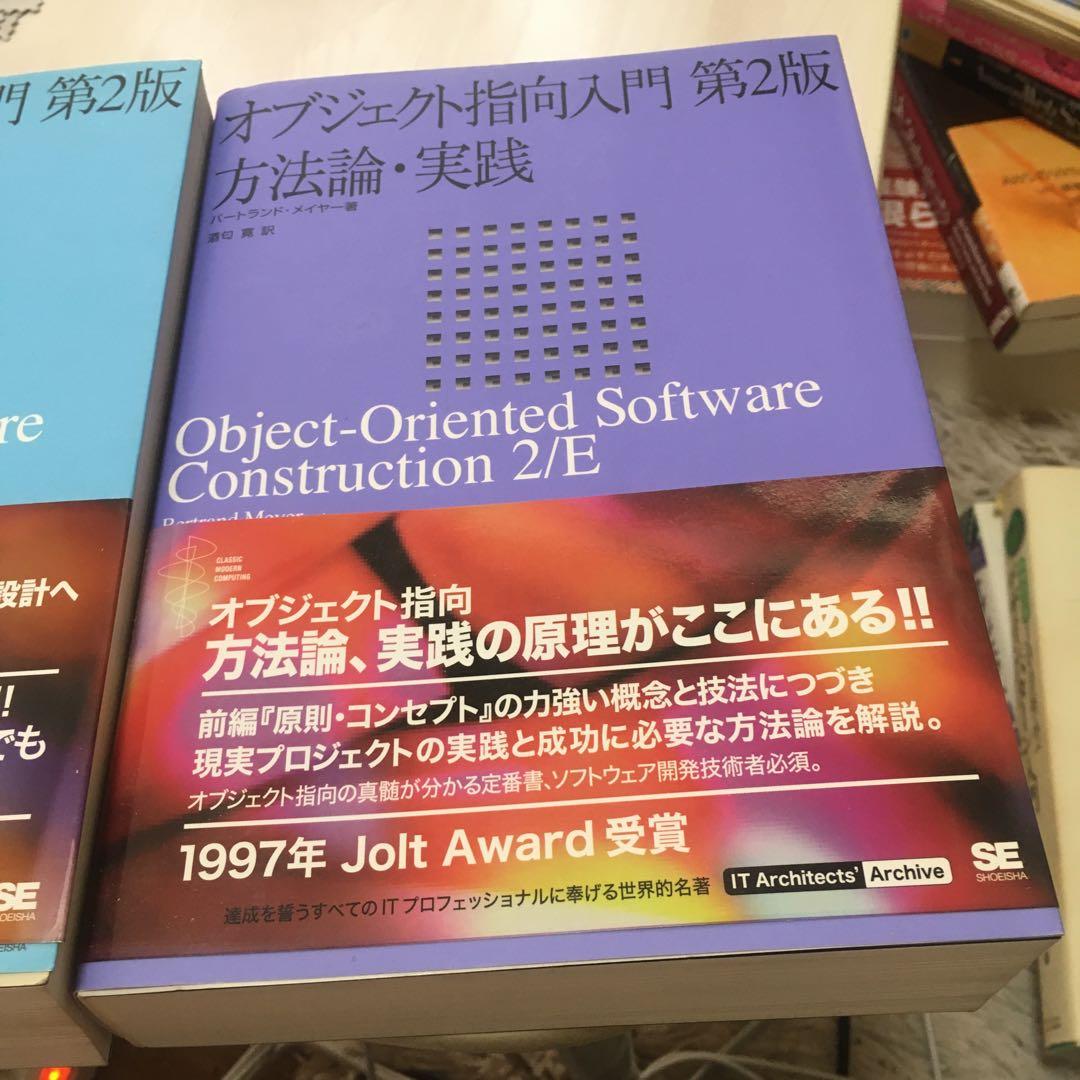 門 第2版
re
設計へ
!!
でも
SE
SHOEISHA
オブジェクト指向入門 第2版
方法論・実践
バートランド・メイヤー著
酒匂 寛 訳
Object-Oriented Software
Construction 2/E
Bertrand Meyer
CLASSIC
MODERN
COMPUTING
オブジェクト指向
方法論、実践の原理がここにある!!
前編『原則・コンセプト』の力強い概念と技法につづき
現実プロジェクトの実践と成功に必要な方法論を解説。
オブジェクト指向の真髄が分かる定番書、ソフトウェア開発技術者必須。
1997年 Jolt Award 受賞
達成を誓うすべてのITプロフェッショナルに奉げる世界的名著
IT Architects' Archive
SE
SHOEISHA